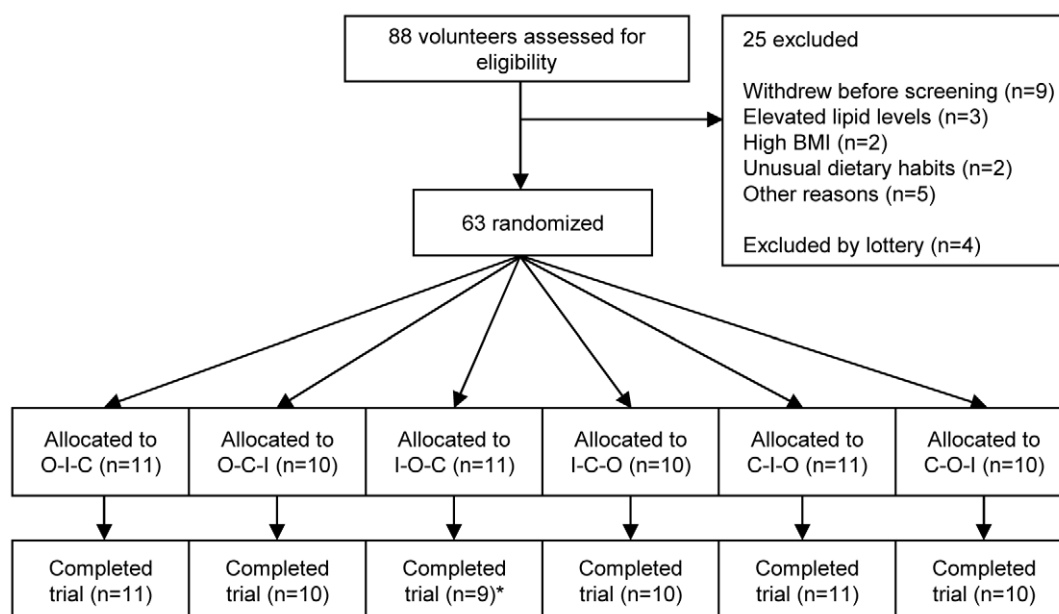 88 volunteers assessed for
eligibility
25 excluded
Withdrew before screening (n=9)
Elevated lipid levels (n=3)
High BMI (n=2)
Unusual dietary habits (n=2)
Other reasons (n=5)
Excluded by lottery (n=4)
63 randomized
Allocated to
O-I-C (n=11)
Allocated to
O-C-I (n=10)
Allocated to
I-O-C (n=11)
Allocated to
I-C-O (n=10)
Allocated to
C-I-O (n=11)
Allocated to
C-O-I (n=10)
Completed
trial (n=11)
Completed
trial (n=10)
Completed
trial (n=9)*
Completed
trial (n=10)
Completed
trial (n=11)
Completed
trial (n=10)